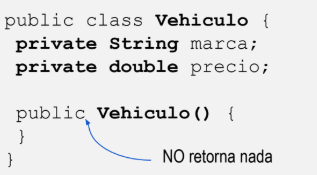 public class Vehiculo {
private String marca;
private double precio;
public Vehiculo() {
}
}
NO retorna nada